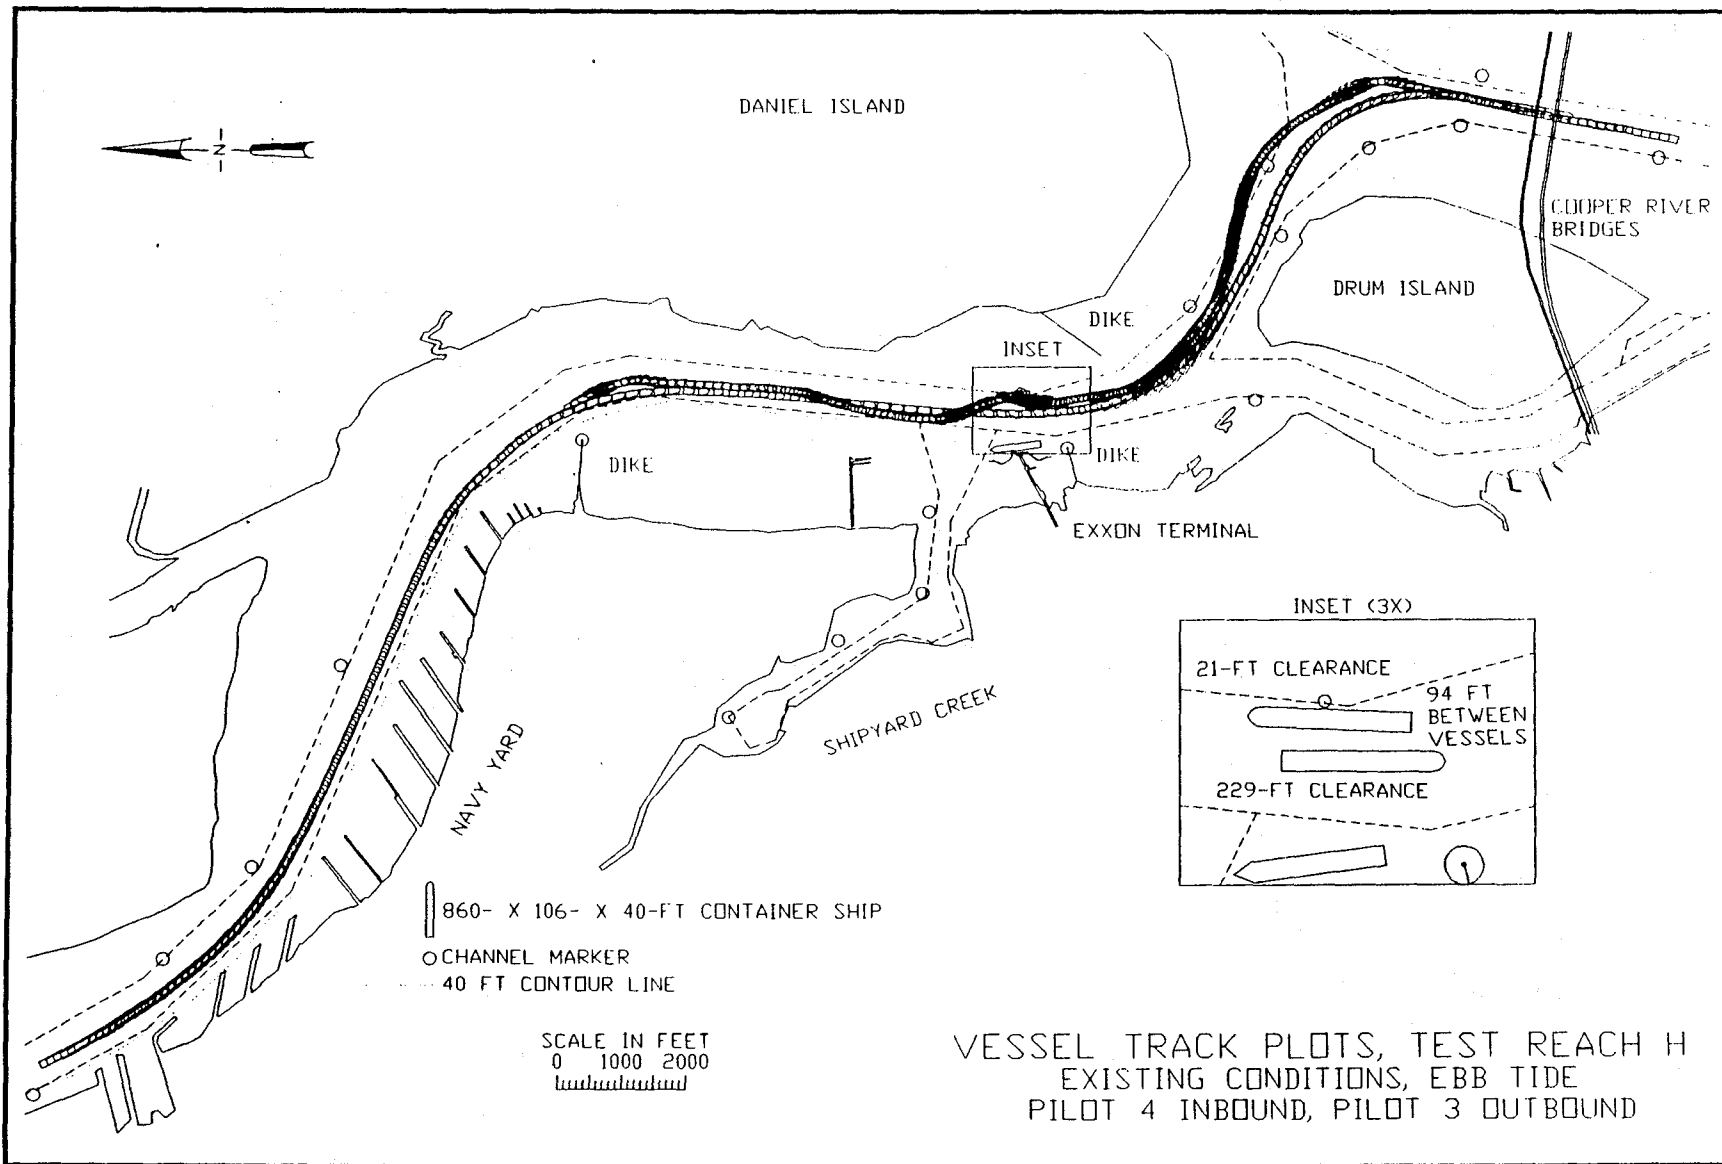 DANIEL ISLAND
N
COOPER RIVER
BRIDGES
DRUM ISLAND
DIKE
INSET
DIKE
DIKE
EXXON TERMINAL
INSET (3X)
21-FT CLEARANCE
94 FT
BETWEEN
VESSELS
229-FT CLEARANCE
SHIPYARD CREEK
NAVY YARD
860- X 106- X 40-FT CONTAINER SHIP
CHANNEL MARKER
40 FT CONTOUR LINE
SCALE IN FEET
0 1000 2000
VESSEL TRACK PLOTS, TEST REACH H
EXISTING CONDITIONS, EBB TIDE
PILOT 4 INBOUND, PILOT 3 OUTBOUND